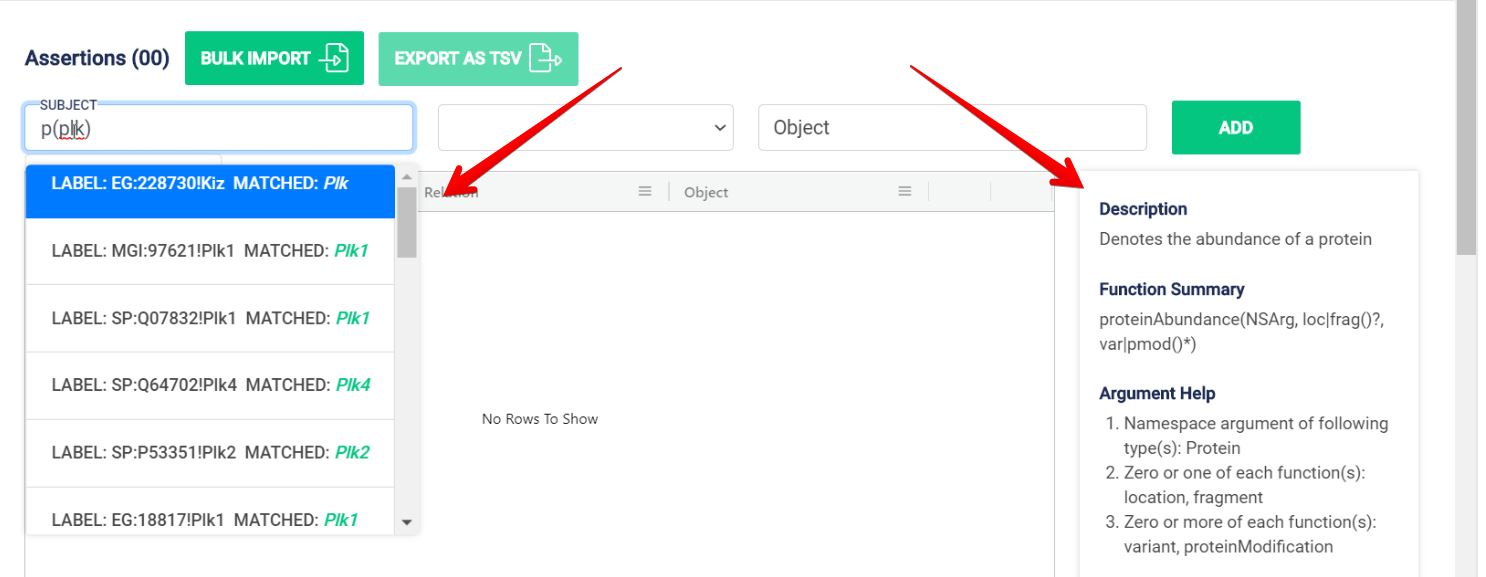 Assertions (00)
BULK IMPORT
EXPORT AS TSV
SUBJECT
p(plk)
Object
ADD
LABEL: EG:228730!Kiz MATCHED: Plk
LABEL: MGI:97621!Plk1 MATCHED: Plk1
LABEL: SP:Q07832!Plk1 MATCHED: Plk1
LABEL: SP:Q64702!Plk4 MATCHED: Plk4
LABEL: SP:P53351!Plk2 MATCHED: Plk2
LABEL: EG:18817!Plk1 MATCHED: Plk1
Relation
Object
No Rows To Show
Description
Denotes the abundance of a protein
Function Summary
proteinAbundance(NSArg, loc|frag()?,
var|pmod()*)
Argument Help
1. Namespace argument of following
type(s): Protein
2. Zero or one of each function(s):
location, fragment
3. Zero or more of each function(s):
variant, proteinModification